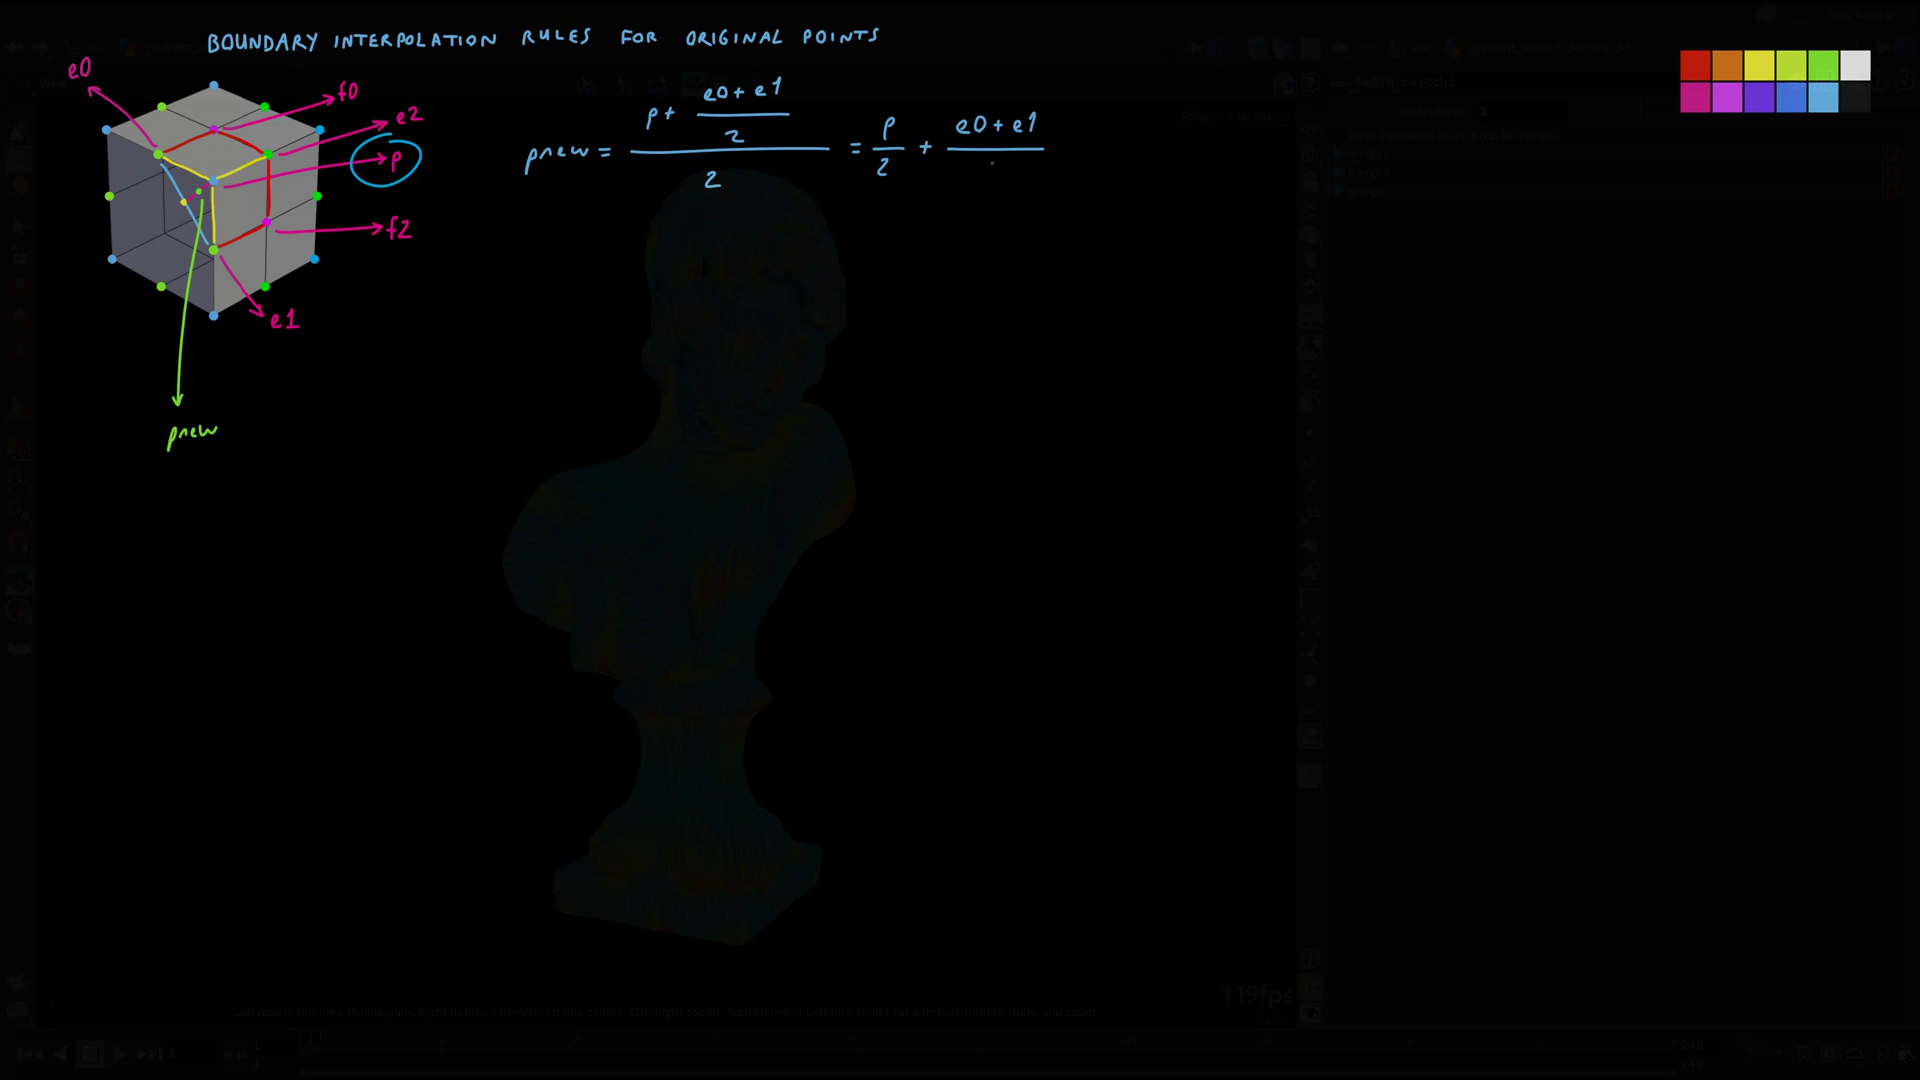 BOUNDARY INTERPOLATION RULES FOR ORIGINAL POINTS
e0
f0
e2
p
f2
e1
pnew
pnew = (p + (e0 + e1)/2)/2 = p/2 + (e0 + e1)/
119fps